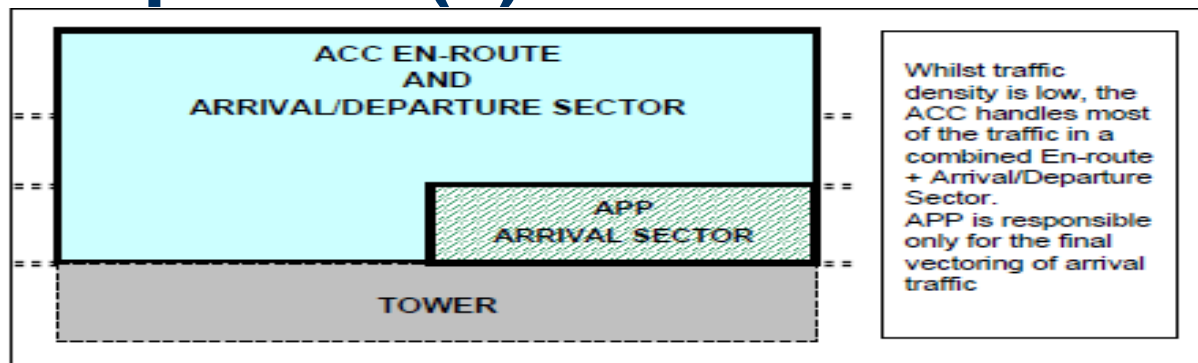 ACC EN-ROUTE
AND
ARRIVAL/DEPARTURE SECTOR
APP
ARRIVAL SECTOR
TOWER
Whilst traffic
density is low, the
ACC handles most
of the traffic in a
combined En-route
+ Arrival/Departure
Sector.
APP is responsible
only for the final
vectoring of arrival
traffic